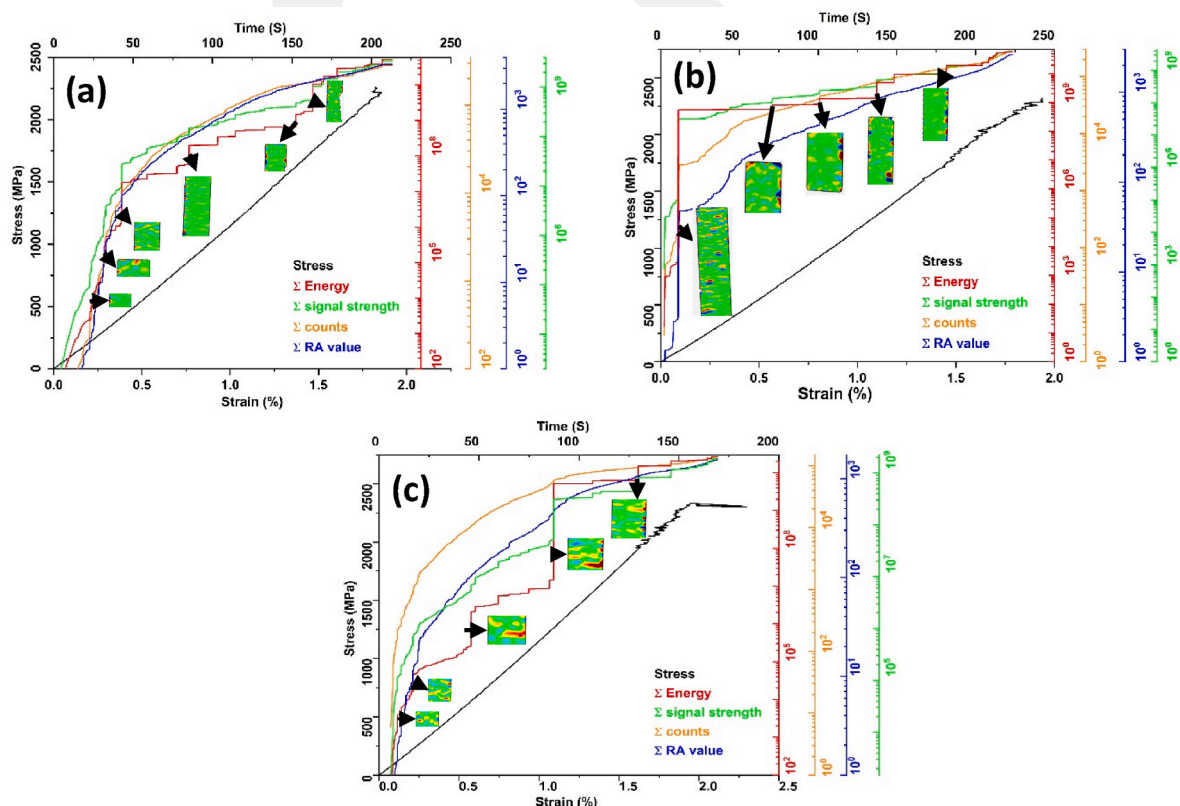 Time (S)
0 50 100 150 200 250
(a)
Stress (MPa)
0 500 1000 1500 2000 2500
Stress
Σ Energy
Σ signal strength
Σ counts
Σ RA value
10² 10⁵ 10⁸
10² 10⁴
10⁰ 10¹ 10² 10³
10⁶ 10⁹
0.0 0.5 1.0 1.5 2.0
Strain (%)
Time (S)
0 50 100 150 200 250
(b)
Stress (MPa)
0 500 1000 1500 2000 2500
Stress
Σ Energy
Σ signal strength
Σ counts
Σ RA value
10⁰ 10³ 10⁶ 10⁹
10⁰ 10² 10⁴
10⁰ 10¹ 10² 10³
0.0 0.5 1.0 1.5 2.0
Strain (%)
Time (S)
0 50 100 150 200
(c)
Stress (MPa)
0 500 1000 1500 2000 2500
Stress
Σ Energy
Σ signal strength
Σ counts
Σ RA value
10² 10⁵ 10⁸
10⁰ 10² 10⁴
10⁰ 10¹ 10² 10³
10⁵ 10⁷ 10⁹
0.0 0.5 1.0 1.5 2.0 2.5
Strain (%)